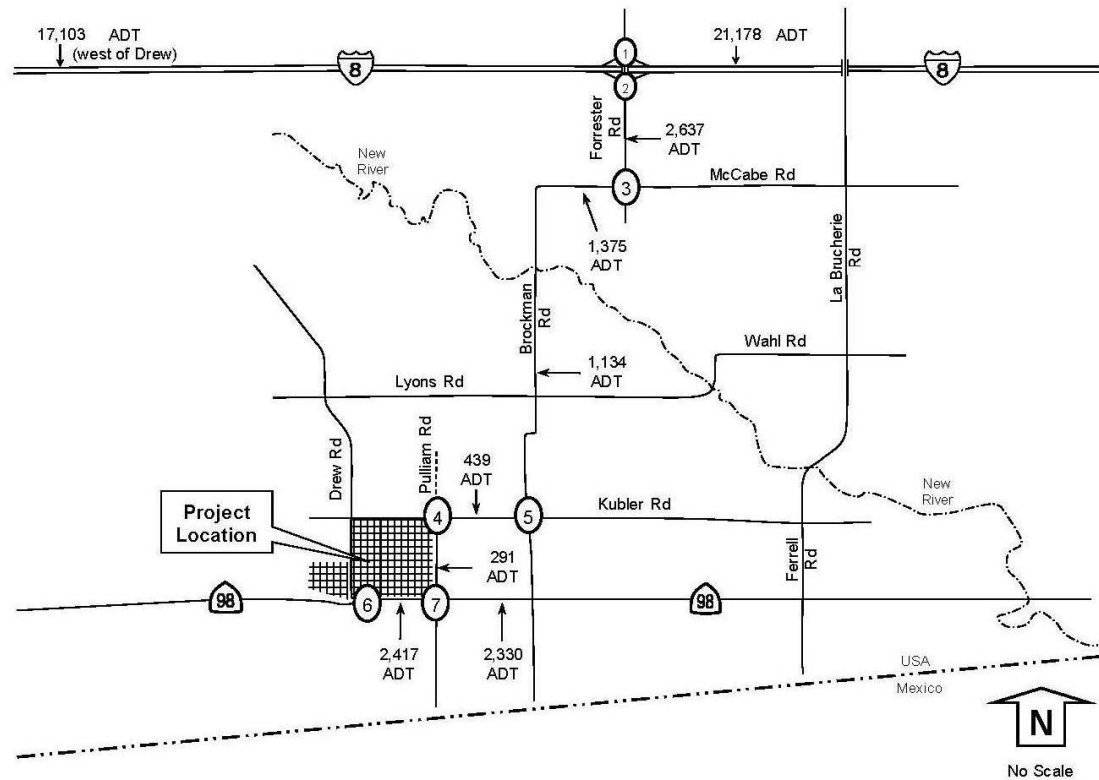 17,103 ADT
(west of Drew)
21,178 ADT
8
1
8
2
Forrester
Rd
2,637
ADT
New
River
3
McCabe Rd
1,375
ADT
La Brucherie
Rd
Brockman
Rd
Wahl Rd
1,134
ADT
Lyons Rd
Drew Rd
Pulliam Rd
439
ADT
New
River
Project
Location
4
5
Kubler Rd
291
ADT
Ferrell
Rd
98
6
7
98
2,417
ADT
2,330
ADT
USA
Mexico
N
No Scale